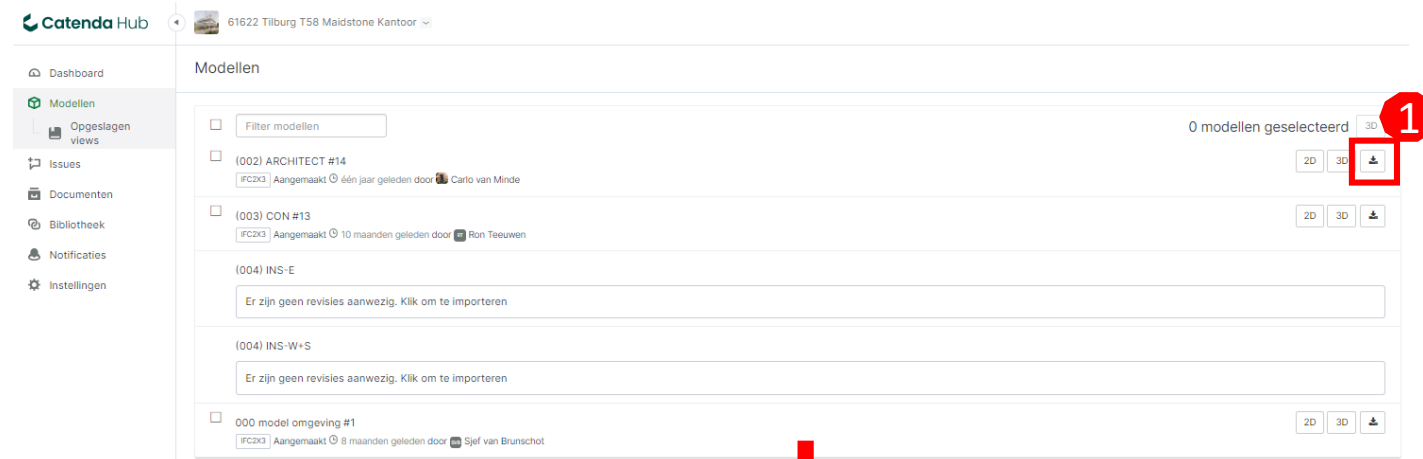 Catenda Hub
61622 Tilburg T58 Maidstone Kantoor
Dashboard
Modellen
Opgeslagen
views
Issues
Documenten
Bibliotheek
Notificaties
Instellingen
Modellen
Filter modellen
0 modellen geselecteerd 3D
1
(002) ARCHITECT #14
2D 3D
IFC2X3 Aangemaakt één jaar geleden door Carlo van Minde
(003) CON #13
2D 3D
IFC2X3 Aangemaakt 10 maanden geleden door Ron Teeuwen
(004) INS-E
Er zijn geen revisies aanwezig. Klik om te importeren
(004) INS-W+S
Er zijn geen revisies aanwezig. Klik om te importeren
000 model omgeving #1
2D 3D
IFC2X3 Aangemaakt 8 maanden geleden door Sjef van Brunschot